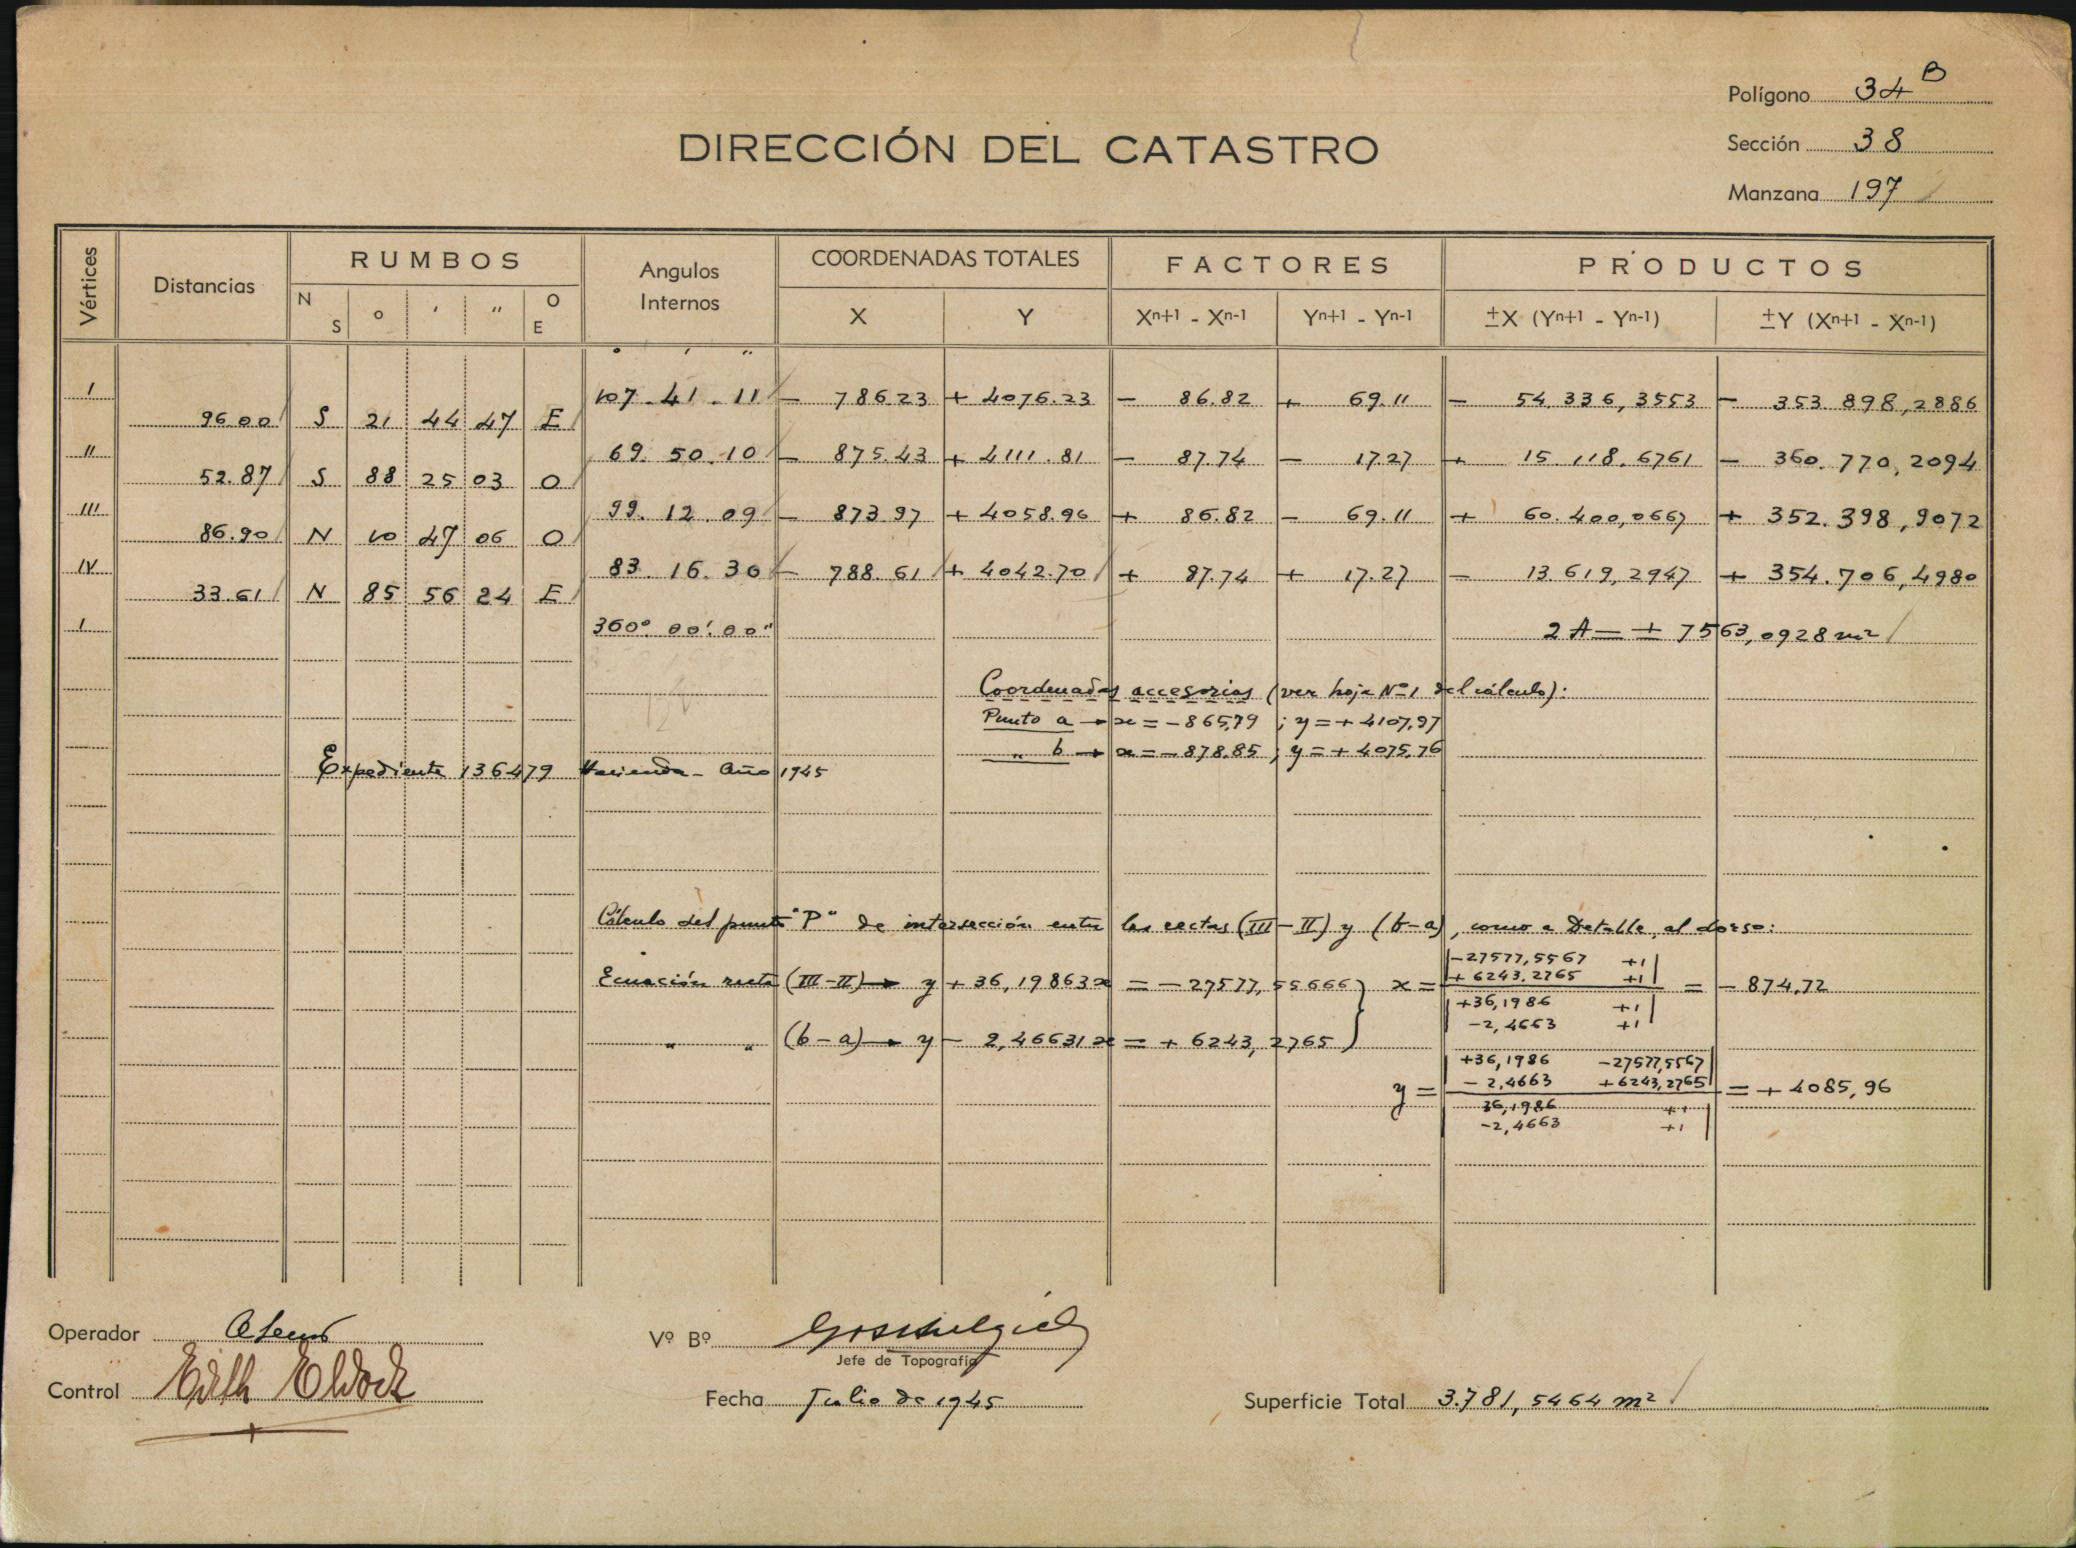 Polígono 34 B
Sección 38
Manzana 197
DIRECCIÓN DEL CATASTRO
Vértices Distancias RUMBOS Angulos Internos COORDENADAS TOTALES FACTORES PRODUCTOS
N S o ' " O E X Y Xn+1 - Xn-1 Yn+1 - Yn-1 ±X (Yn+1 - Yn-1) ±Y (Xn+1 - Xn-1)
o ' "
I 107. 41. 11 - 786.23 + 4076.23 - 86.82 + 69.11 - 54.336,3553 - 353.898,2886
96.00 S 21 44 47 E
II 69. 50. 10 - 875.43 + 4111.81 - 87.74 - 17.27 + 15.118.6761 - 360.770,2094
52.87 S 88 25 03 O
III 99. 12. 09 - 873.97 + 4058.96 + 86.82 - 69.11 + 60.400,0667 + 352.398,9072
86.90 N 10 47 06 O
IV 83. 16. 30 - 788.61 + 4042.70 + 87.74 + 17.27 - 13.619,2947 + 354.706,4980
33.61 N 85 56 24 E
I 360°. 00'. 00" 2A = ± 7563,0928 m²
Coordenadas accesorias (ver hoja Nº 1 del cálculo):
Punto a → x = - 865,79 ; y = + 4107,97
" b → x = - 878.85 ; y = + 4075.76
Expediente 136479 Hacienda - Año 1945
Cálculo del punto "P" de intersección entre las rectas (III-II) y (b-a), como a Detalle, al dorso:
Ecuación recta (III-II) → y + 36,19863x = - 27577,55666 } x = |-27577,5567 +1|
|+ 6243.2765 +1| = - 874,72
|+36,1986 +1|
|-2,4663 +1|
" " (b-a) → y - 2,46631x = + 6243,2765
y = |+36,1986 -27577,5567|
|- 2,4663 +6243,2765| = + 4085,96
|36,1986 +1|
|-2,4663 +1|
Operador
Vº Bº
Jefe de Topografía
Control
Fecha Julio de 1945
Superficie Total 3.781,5464 m²